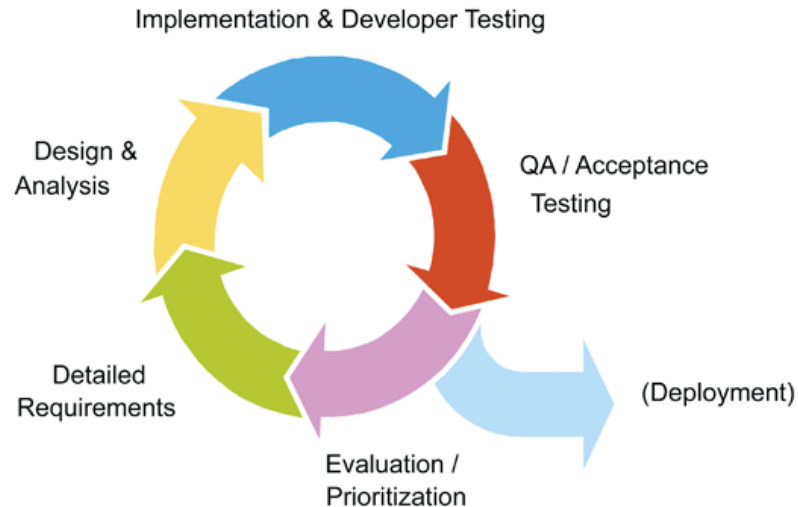 Implementation & Developer Testing
Design &
Analysis
QA / Acceptance
Testing
Detailed
Requirements
(Deployment)
Evaluation /
Prioritization